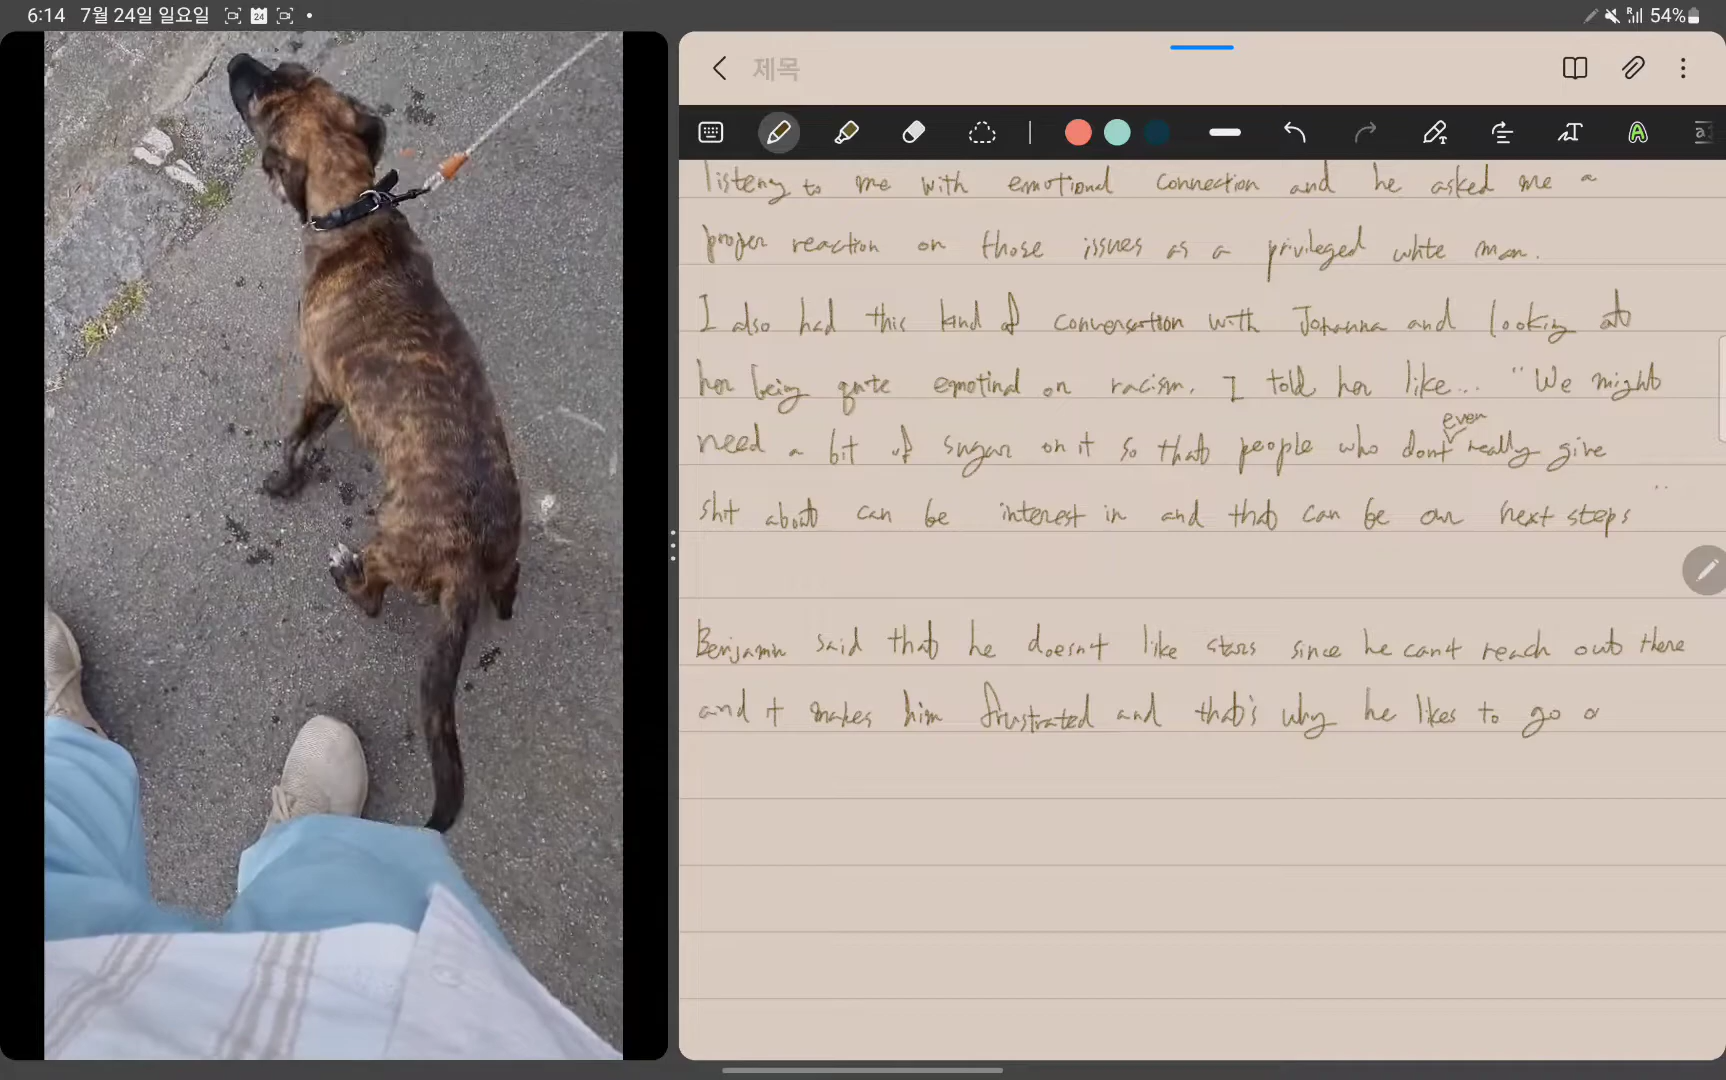 6:14 7월 24일 일요일 24 54%
제목
listeny to me with emotional connection and he asked me a
proper reaction on those issues as a privileged white man.
I also had this kind of conversation with Johanna and looking at
her being quite emotinal on racism. I told her like... "We might
even
need a bit of sugar on it so that people who dont really give
shit about can be interest in and that can be our next steps"
Benjamin said that he doesn't like stars since he can't reach out there
and it makes him frustrated and that's why he likes to go o